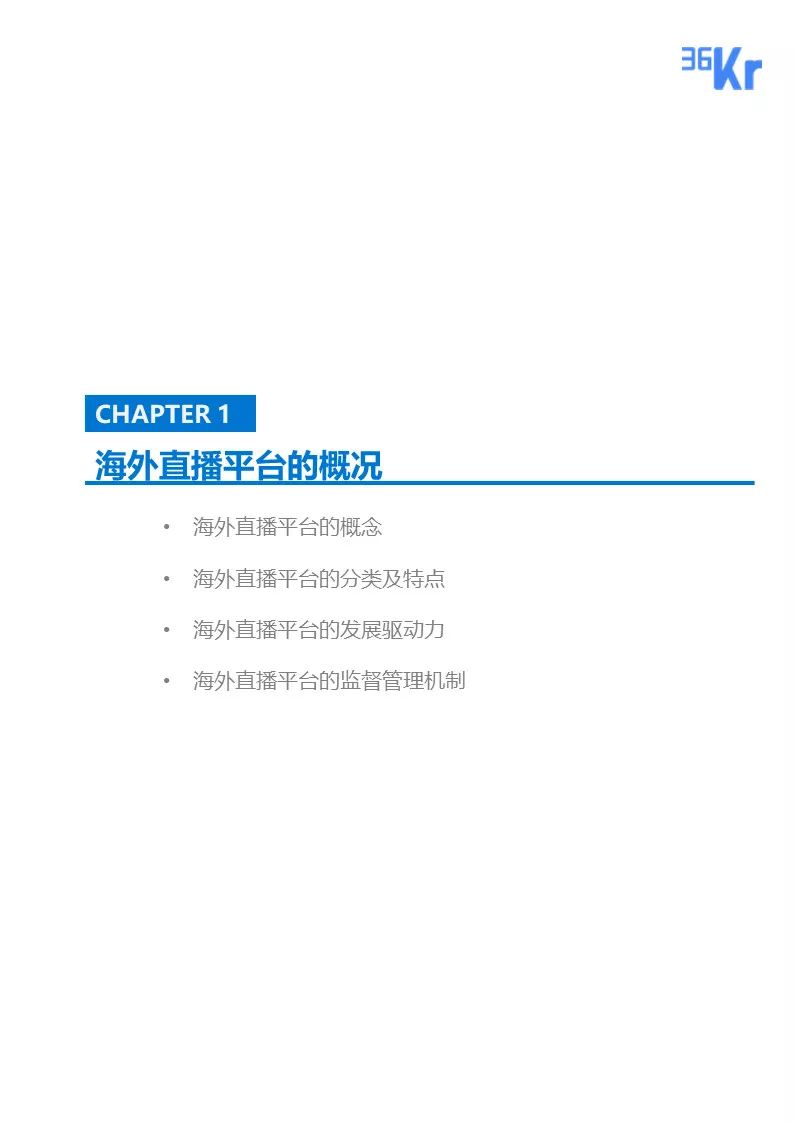 36Kr
CHAPTER 1
海外直播平台的概况
• 海外直播平台的概念
• 海外直播平台的分类及特点
• 海外直播平台的发展驱动力
• 海外直播平台的监督管理机制